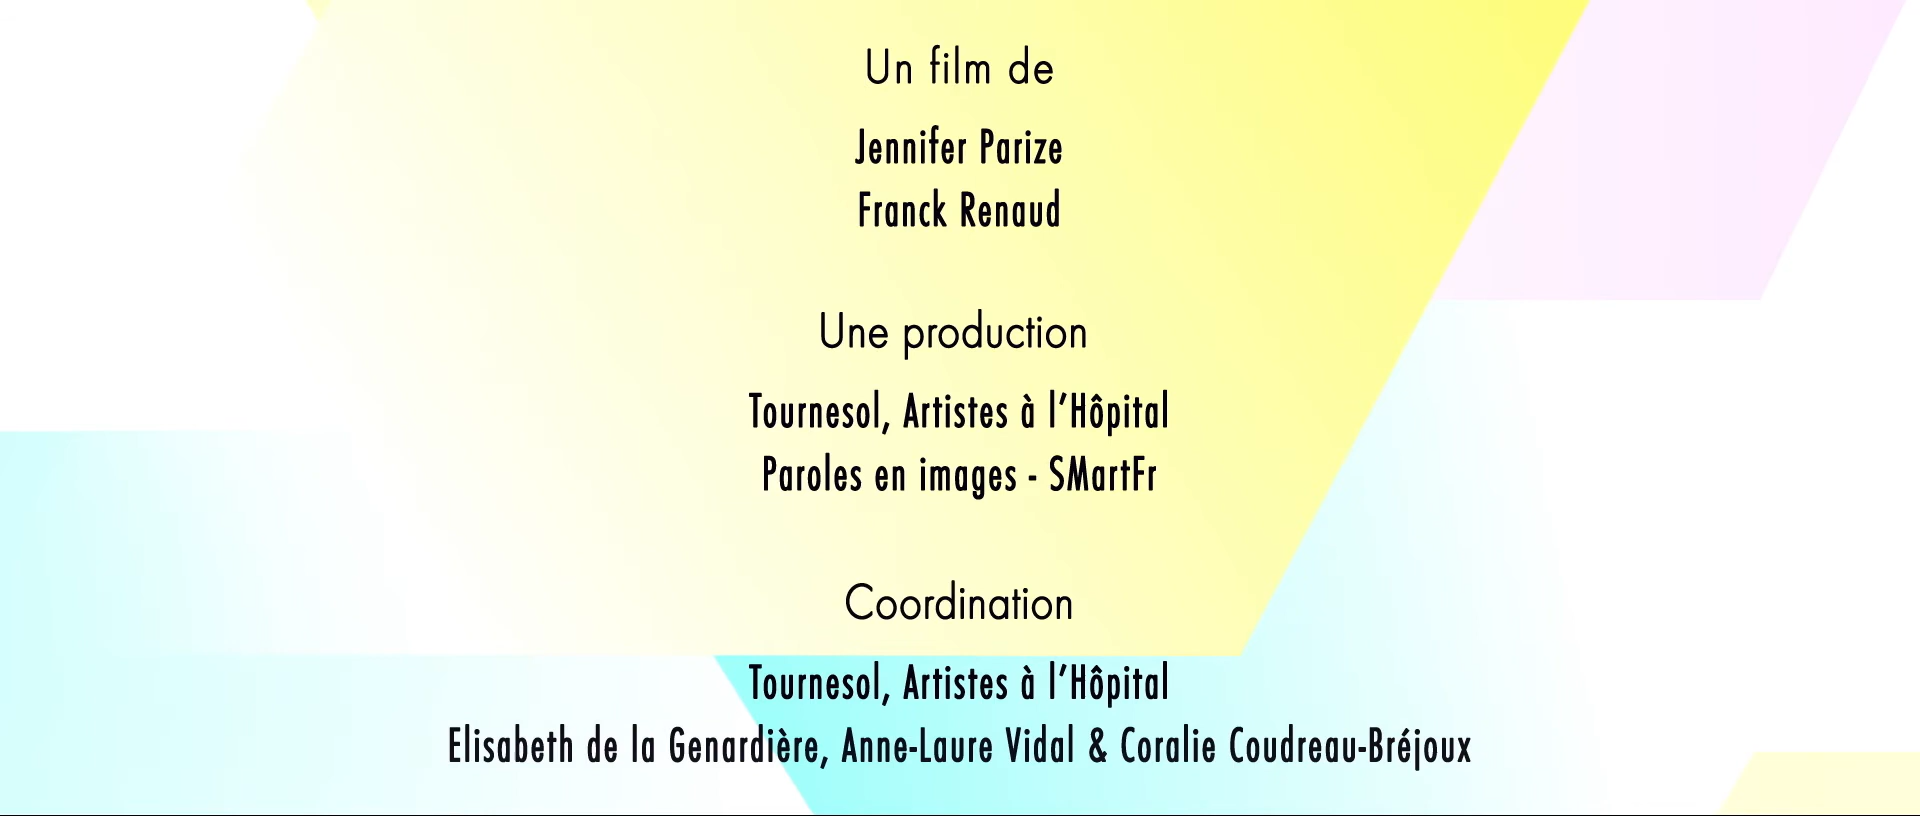 Un film de
Jennifer Parize
Franck Renaud
Une production
Tournesol, Artistes à l’Hôpital
Paroles en images - SMartFr
Coordination
Tournesol, Artistes à l’Hôpital
Elisabeth de la Genardière, Anne-Laure Vidal & Coralie Coudreau-Bréjoux